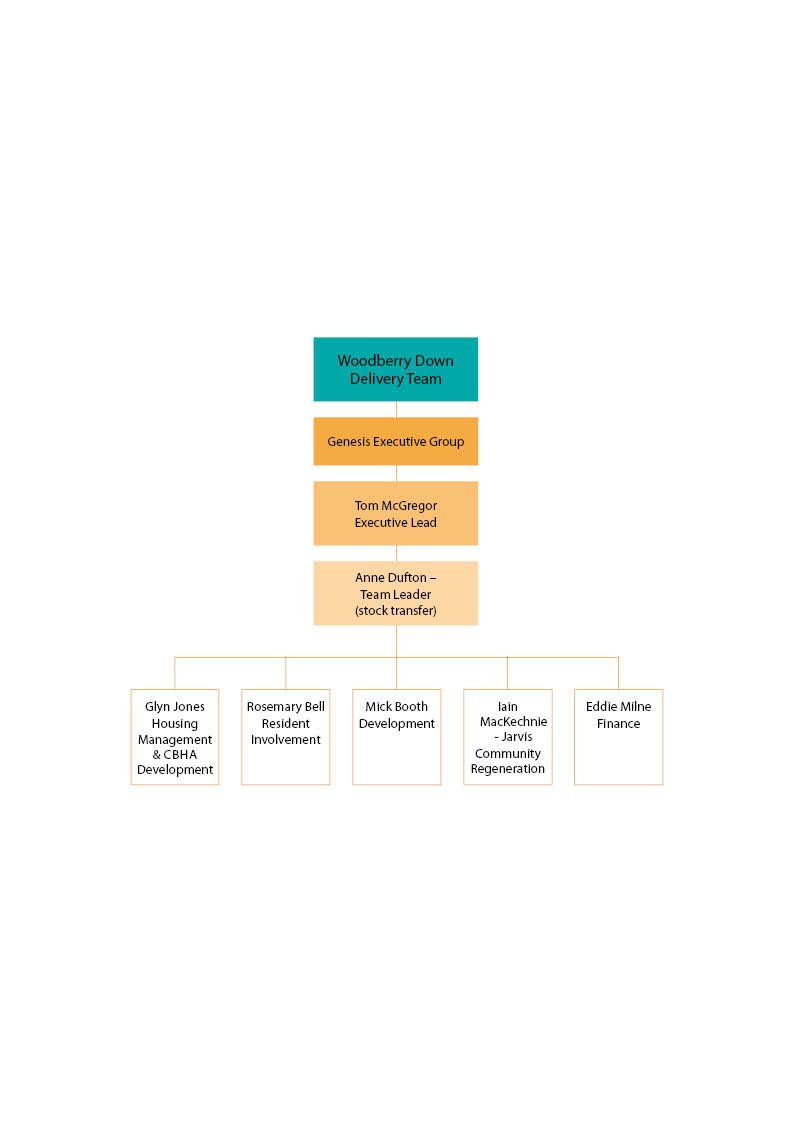 Woodberry Down
Delivery Team
Genesis Executive Group
Tom McGregor
Executive Lead
Anne Dufton –
Team Leader
(stock transfer)
Glyn Jones
Housing
Management
& CBHA
Development
Rosemary Bell
Resident
Involvement
Mick Booth
Development
Iain
MacKechnie
- Jarvis
Community
Regeneration
Eddie Milne
Finance